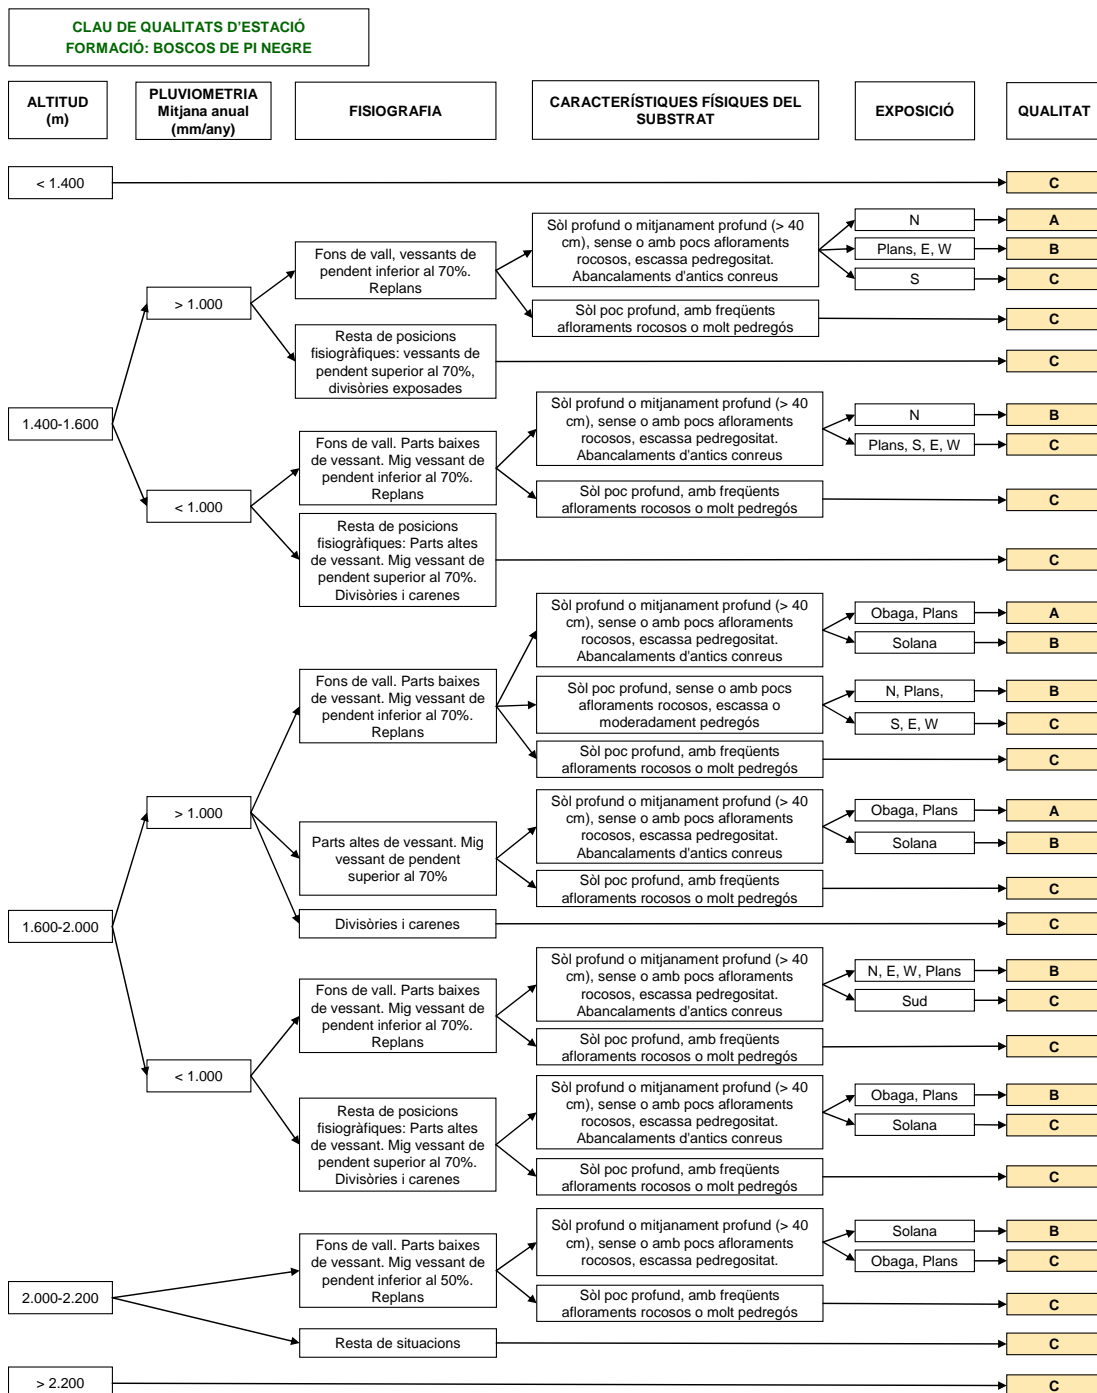 CLAU DE QUALITATS D'ESTACIÓ
FORMACIÓ: BOSCOS DE PI NEGRE
ALTITUD
(m)
PLUVIOMETRIA
Mitjana anual
(mm/any)
FISIOGRAFIA
CARACTERÍSTIQUES FÍSIQUES DEL
SUBSTRAT
EXPOSICIÓ
QUALITAT
< 1.400
C
1.400-1.600
> 1.000
Fons de vall, vessants de
pendent inferior al 70%.
Replans
Sòl profund o mitjanament profund (> 40
cm), sense o amb pocs afloraments
rocosos, escassa pedregositat.
Abancalaments d'antics conreus
N
A
Plans, E, W
B
S
C
Sòl poc profund, amb freqüents
afloraments rocosos o molt pedregós
C
Resta de posicions
fisiogràfiques: vessants de
pendent superior al 70%,
divisòries exposades
C
< 1.000
Fons de vall. Parts baixes
de vessant. Mig vessant de
pendent inferior al 70%.
Replans
Sòl profund o mitjanament profund (> 40
cm), sense o amb pocs afloraments
rocosos, escassa pedregositat.
Abancalaments d'antics conreus
N
B
Plans, S, E, W
C
Sòl poc profund, amb freqüents
afloraments rocosos o molt pedregós
C
Resta de posicions
fisiogràfiques: Parts altes
de vessant. Mig vessant de
pendent superior al 70%.
Divisòries i carenes
C
1.600-2.000
> 1.000
Fons de vall. Parts baixes
de vessant. Mig vessant de
pendent inferior al 70%.
Replans
Sòl profund o mitjanament profund (> 40
cm), sense o amb pocs afloraments
rocosos, escassa pedregositat.
Abancalaments d'antics conreus
Obaga, Plans
A
Solana
B
Sòl poc profund, sense o amb pocs
afloraments rocosos, escassa o
moderadament pedregós
N, Plans,
B
S, E, W
C
Sòl poc profund, amb freqüents
afloraments rocosos o molt pedregós
C
Parts altes de vessant. Mig
vessant de pendent
superior al 70%
Sòl profund o mitjanament profund (> 40
cm), sense o amb pocs afloraments
rocosos, escassa pedregositat.
Abancalaments d'antics conreus
Obaga, Plans
A
Solana
B
Sòl poc profund, amb freqüents
afloraments rocosos o molt pedregós
C
Divisòries i carenes
C
< 1.000
Fons de vall. Parts baixes
de vessant. Mig vessant de
pendent inferior al 70%.
Replans
Sòl profund o mitjanament profund (> 40
cm), sense o amb pocs afloraments
rocosos, escassa pedregositat.
Abancalaments d'antics conreus
N, E, W, Plans
B
Sud
C
Sòl poc profund, amb freqüents
afloraments rocosos o molt pedregós
C
Resta de posicions
fisiogràfiques: Parts altes
de vessant. Mig vessant de
pendent superior al 70%.
Divisòries i carenes
Sòl profund o mitjanament profund (> 40
cm), sense o amb pocs afloraments
rocosos, escassa pedregositat.
Abancalaments d'antics conreus
Obaga, Plans
B
Solana
C
Sòl poc profund, amb freqüents
afloraments rocosos o molt pedregós
C
2.000-2.200
Fons de vall. Parts baixes
de vessant. Mig vessant de
pendent inferior al 50%.
Replans
Sòl profund o mitjanament profund (> 40
cm), sense o amb pocs afloraments
rocosos, escassa pedregositat.
Solana
B
Obaga, Plans
C
Sòl poc profund, amb freqüents
afloraments rocosos o molt pedregós
C
Resta de situacions
C
> 2.200
C